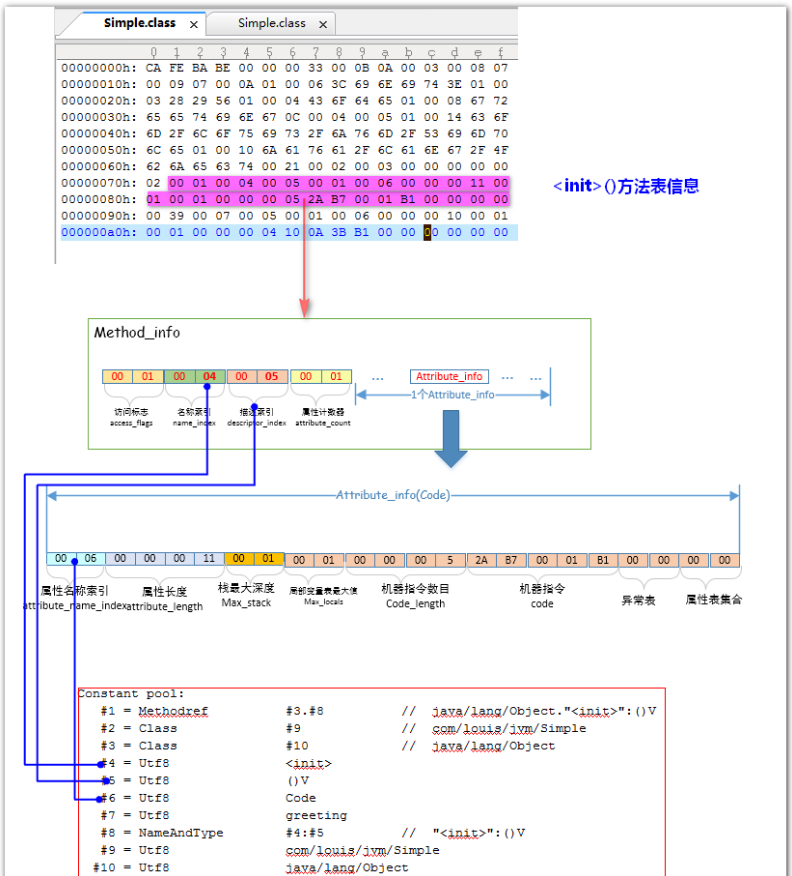 Simple.class × Simple.class ×
0 1 2 3 4 5 6 7 8 9 a b c d e f
00000000h: CA FE BA BE 00 00 00 33 00 0B 0A 00 03 00 08 07
00000010h: 00 09 07 00 0A 01 00 06 3C 69 6E 69 74 3E 01 00
00000020h: 03 28 29 56 01 00 04 43 6F 64 65 01 00 08 67 72
00000030h: 65 65 74 69 6E 67 0C 00 04 00 05 01 00 14 63 6F
00000040h: 6D 2F 6C 6F 75 69 73 2F 6A 76 6D 2F 53 69 6D 70
00000050h: 6C 65 01 00 10 6A 61 76 61 2F 6C 61 6E 67 2F 4F
00000060h: 62 6A 65 63 74 00 21 00 02 00 03 00 00 00 00 00
00000070h: 02 00 01 00 04 00 05 00 01 00 06 00 00 00 11 00
00000080h: 01 00 01 00 00 00 05 2A B7 00 01 B1 00 00 00 00
00000090h: 00 39 00 07 00 05 00 01 00 06 00 00 00 10 00 01
000000a0h: 00 01 00 00 00 04 10 0A 3B B1 00 00 00 00 00 00
<init>()方法表信息
Method_info
00 01 00 04 00 05 00 01 ... Attribute_info ... ...
1个Attribute_info
访问标志 名称索引 描述索引 属性计数器
access_flags name_index descriptor_index attribute_count
Attribute_info(Code)
00 06 00 00 00 11 00 01 00 01 00 00 00 5 2A B7 00 01 B1 00 00 00 00
属性名称索引 属性长度 栈最大深度 局部变量表最大值 机器指令数目 机器指令 异常表 属性表集合
attribute_name_index attribute_length Max_stack Max_locals Code_length code
Constant pool:
#1 = Methodref #3.#8 // java/lang/Object."<init>":()V
#2 = Class #9 // com/louis/jvm/Simple
#3 = Class #10 // java/lang/Object
#4 = Utf8 <init>
#5 = Utf8 ()V
#6 = Utf8 Code
#7 = Utf8 greeting
#8 = NameAndType #4:#5 // "<init>":()V
#9 = Utf8 com/louis/jvm/Simple
#10 = Utf8 java/lang/Object